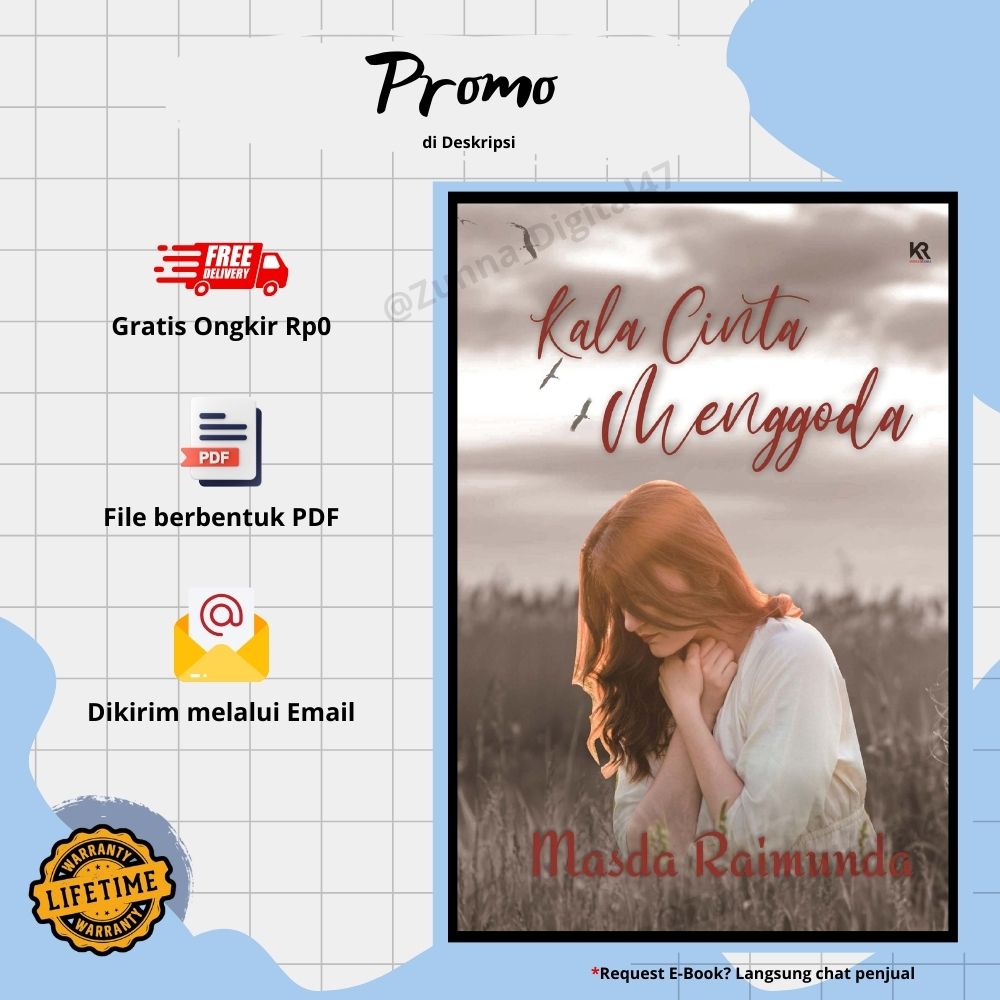 Promo
di Deskripsi
@Zunna_Digital47
FREE
DELIVERY
Gratis Ongkir Rp0
PDF
File berbentuk PDF
@
Dikirim melalui Email
WARRANTY
LIFETIME
WARRANTY
KR
Kala Cinta
Menggoda
Masda Raimunda
*Request E-Book? Langsung chat penjual